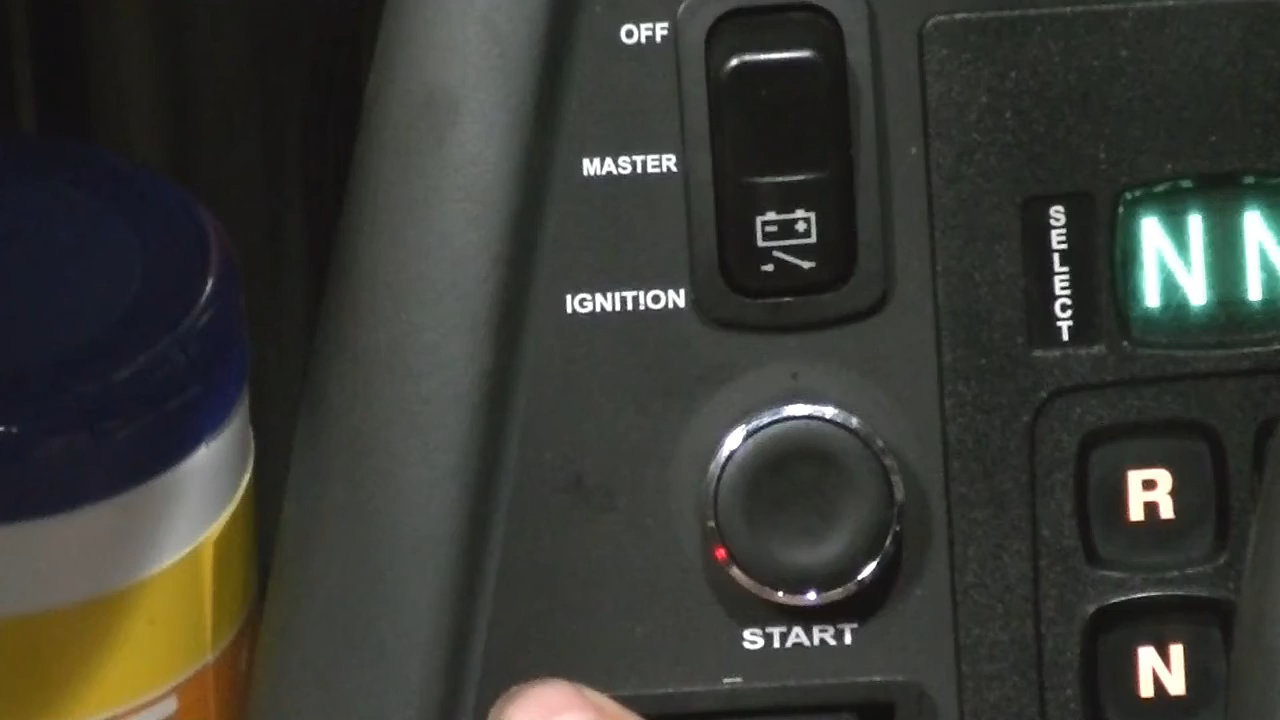 OFF
MASTER
IGNITION
SELECT
N N
R
START
N